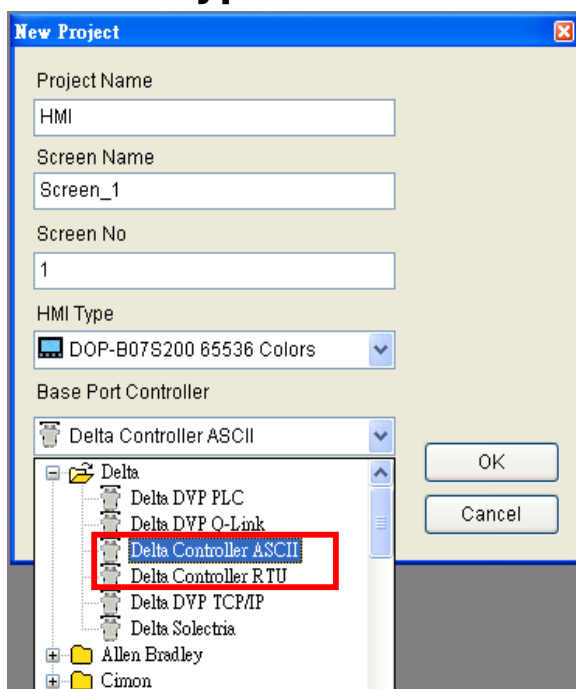 New Project
Project Name
HMI
Screen Name
Screen_1
Screen No
1
HMI Type
DOP-B07S200 65536 Colors
Base Port Controller
Delta Controller ASCII
Delta
Delta DVP PLC
Delta DVP Q-Link
Delta Controller ASCII
Delta Controller RTU
Delta DVP TCP/IP
Delta Solectria
Allen Bradley
Cimon
OK
Cancel